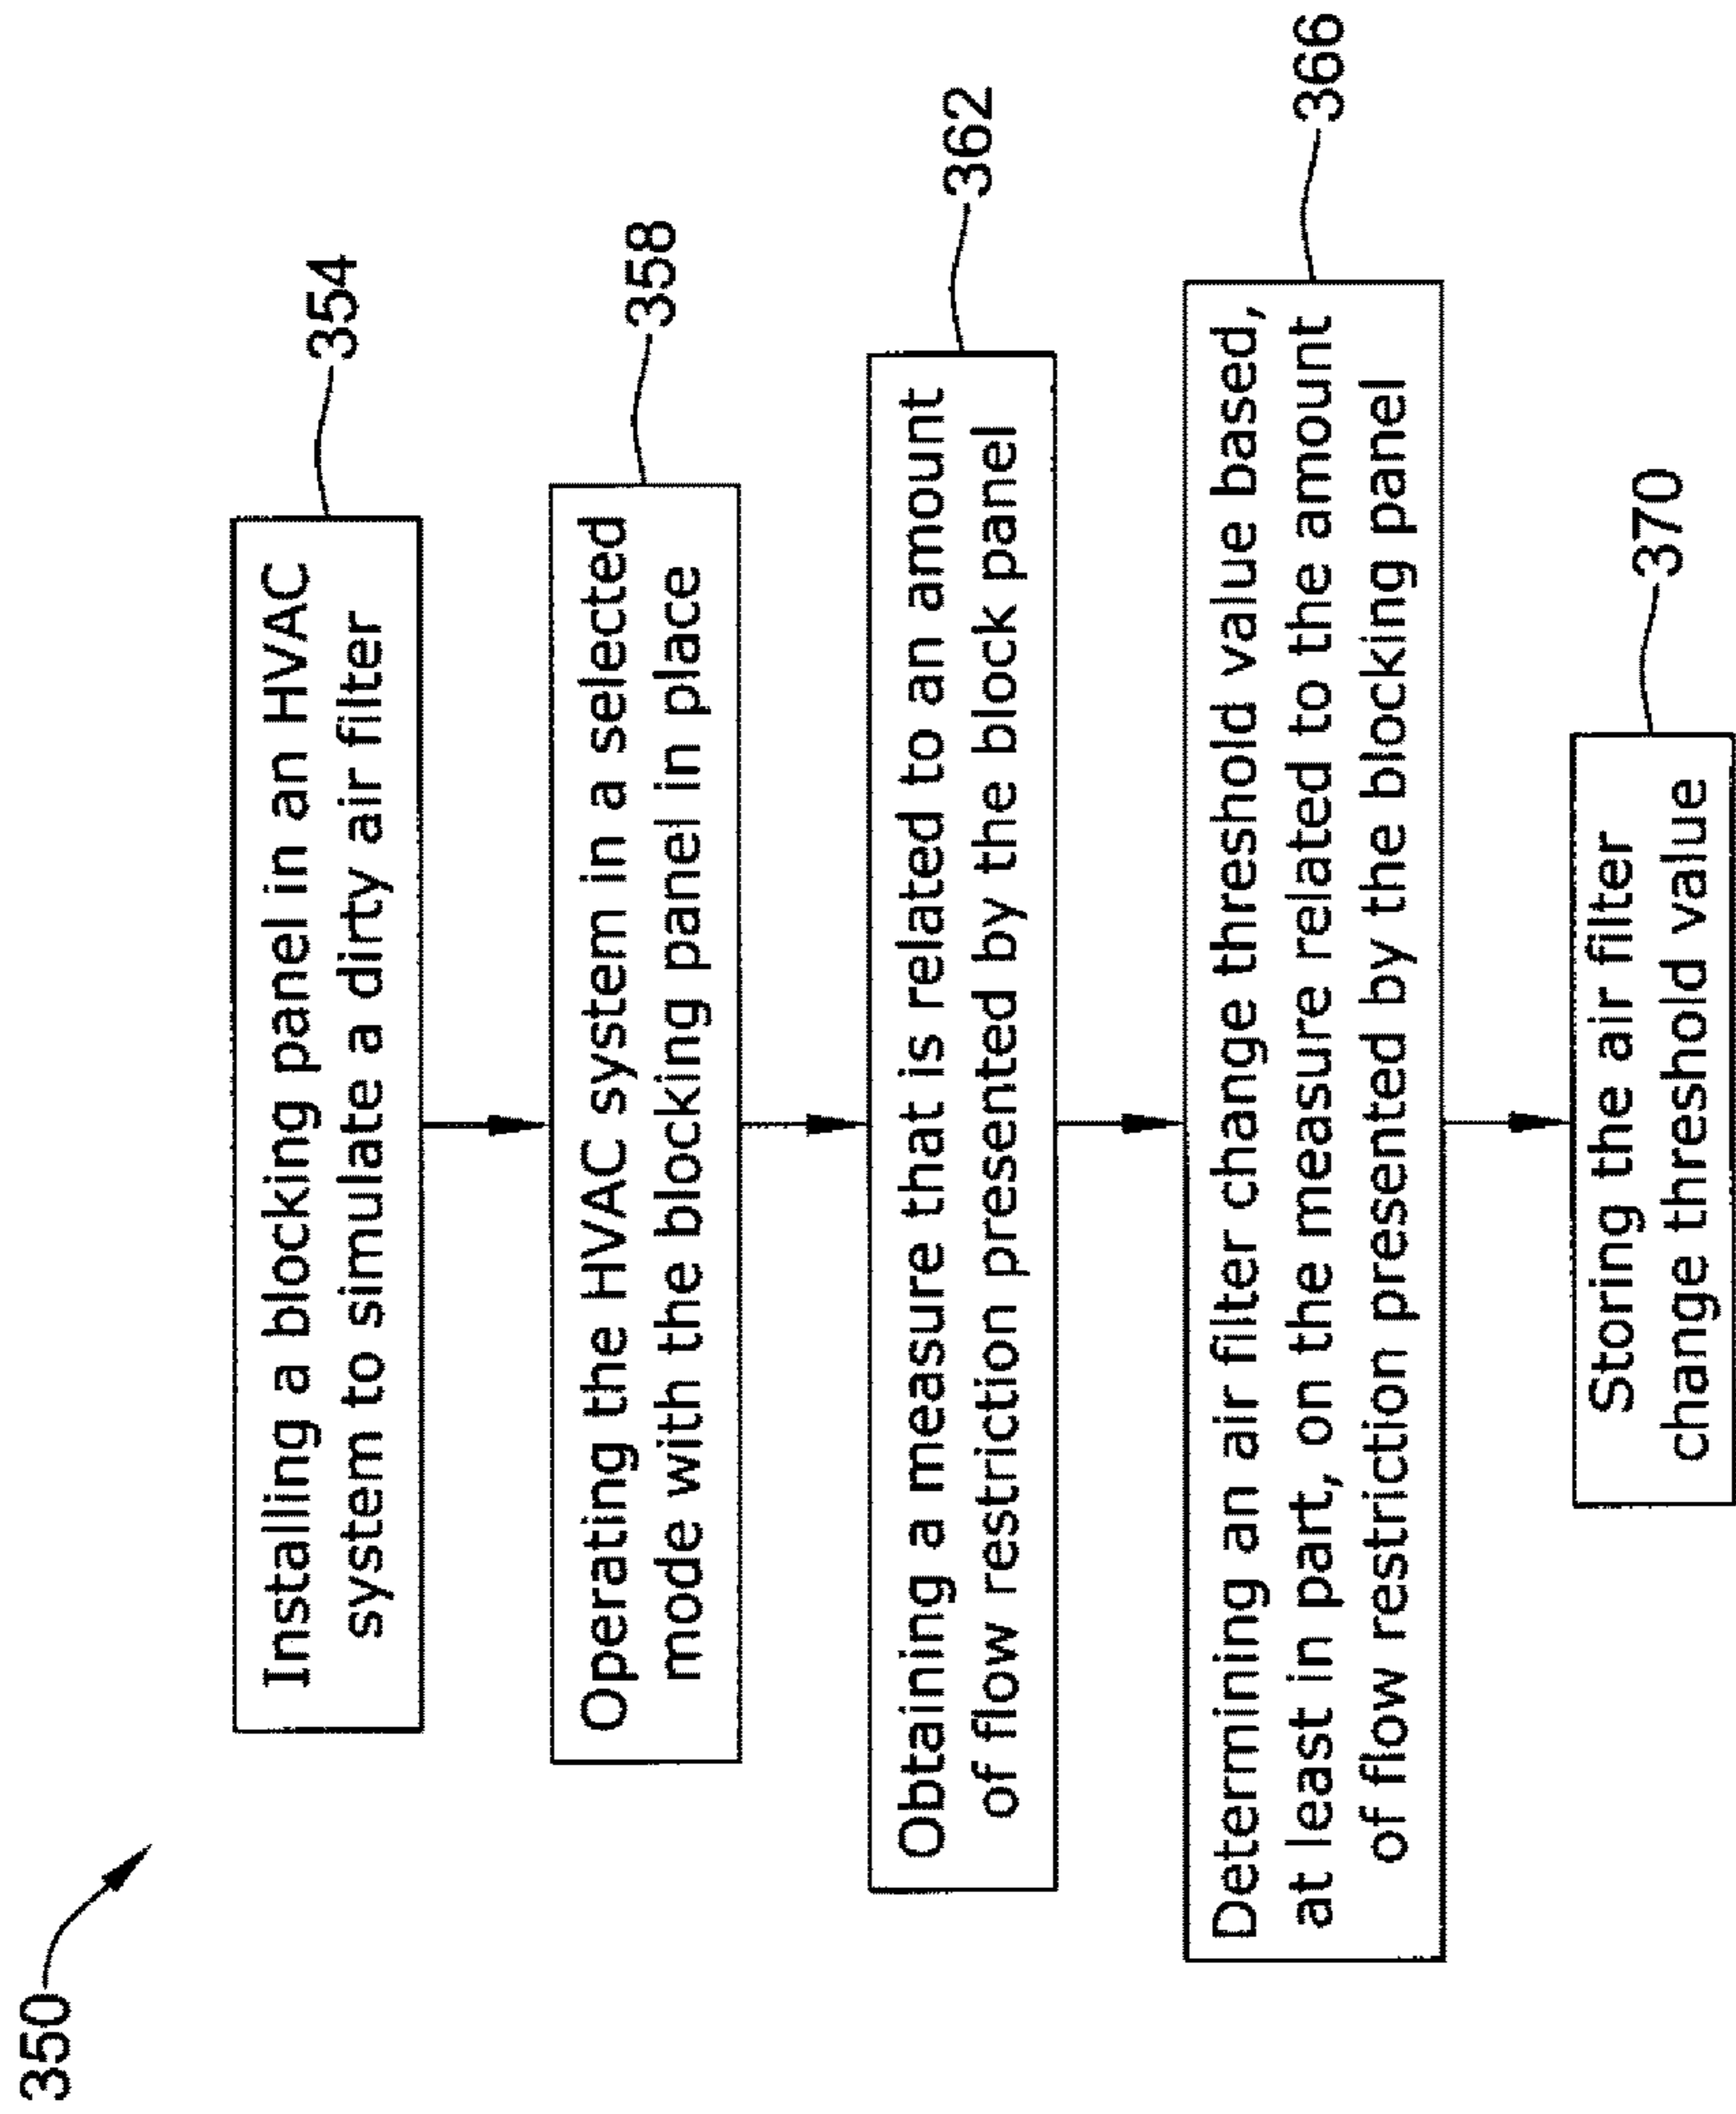 350
Installing a blocking panel in an HVAC
system to simulate a dirty air filter
354
Operating the HVAC system in a selected
mode with the blocking panel in place
358
Obtaining a measure that is related to an amount
of flow restriction presented by the block panel
362
Determining an air filter change threshold value based,
at least in part, on the measure related to the amount
of flow restriction presented by the blocking panel
366
Storing the air filter
change threshold value
370